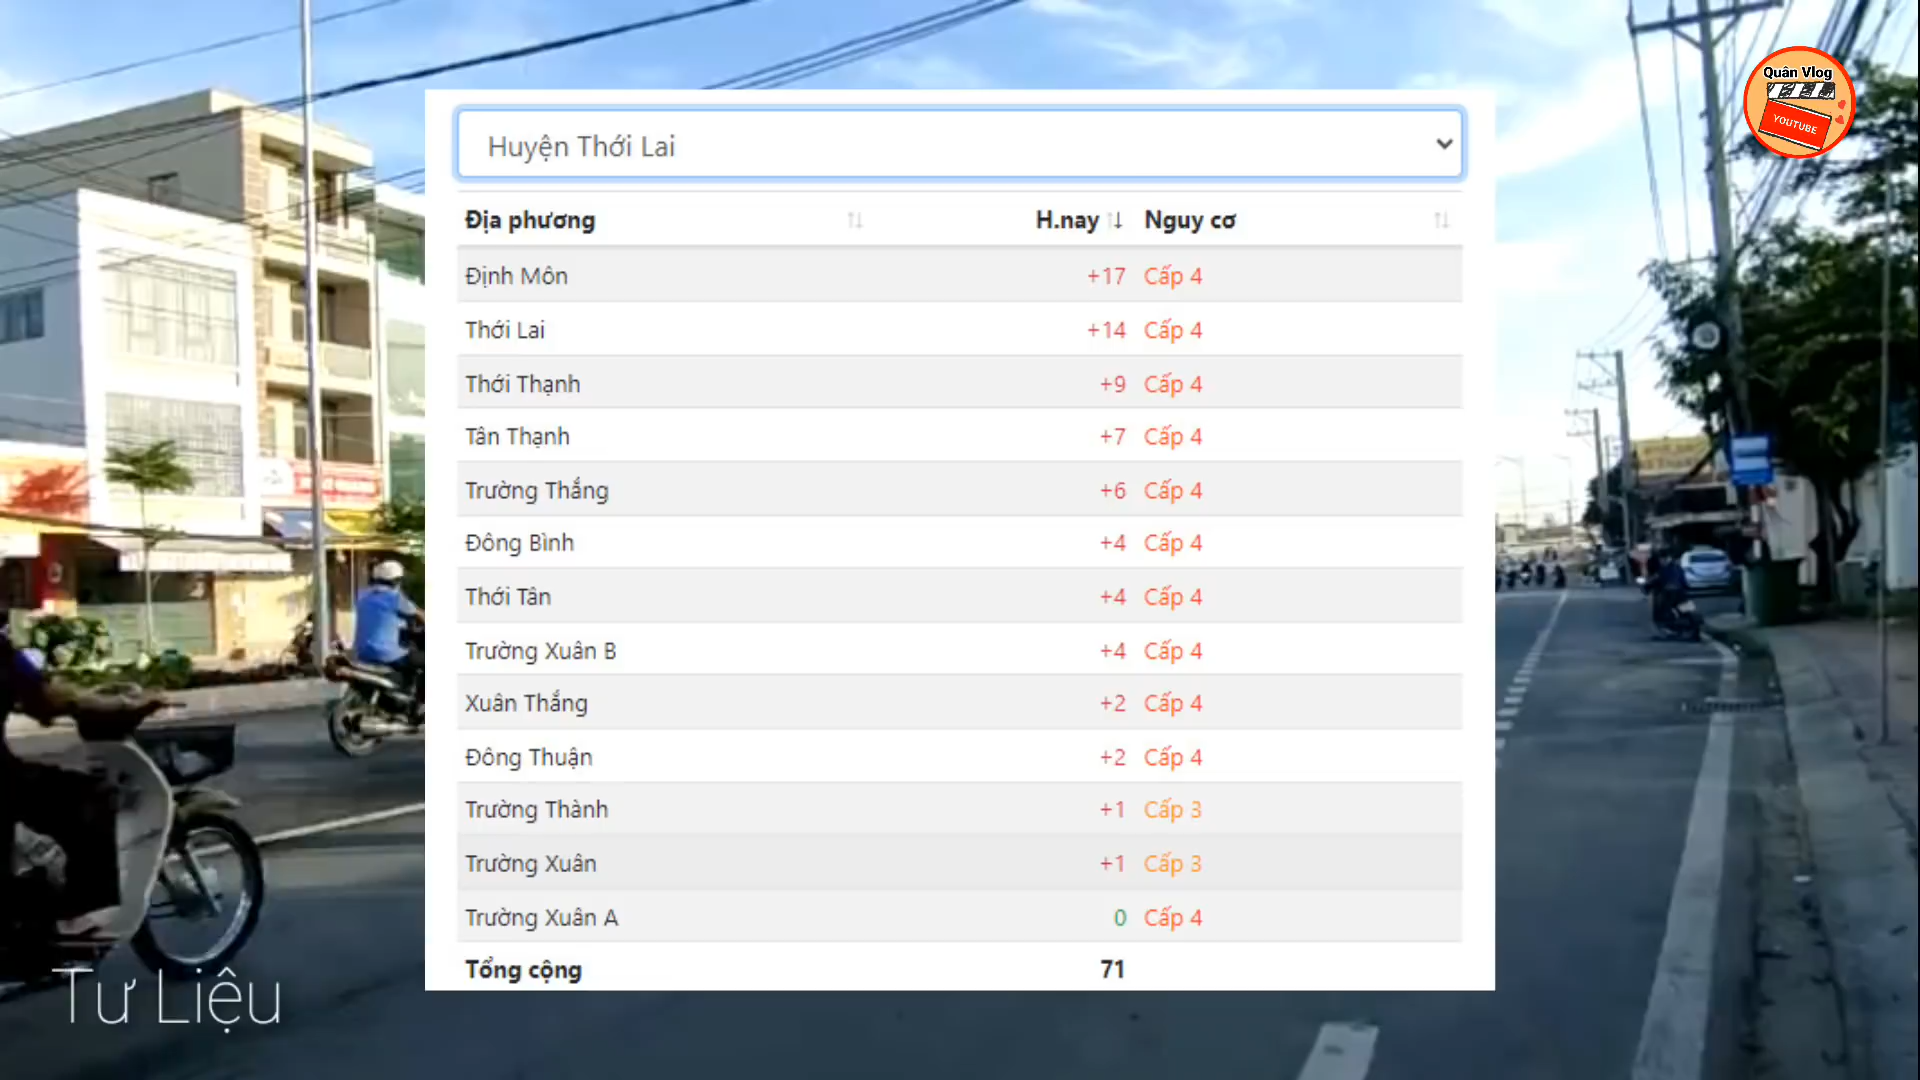 Quân Vlog
YOUTUBE
Huyện Thới Lai
Địa phương H.nay Nguy cơ
Định Môn +17 Cấp 4
Thới Lai +14 Cấp 4
Thới Thạnh +9 Cấp 4
Tân Thạnh +7 Cấp 4
Trường Thắng +6 Cấp 4
Đông Bình +4 Cấp 4
Thới Tân +4 Cấp 4
Trường Xuân B +4 Cấp 4
Xuân Thắng +2 Cấp 4
Đông Thuận +2 Cấp 4
Trường Thành +1 Cấp 3
Trường Xuân +1 Cấp 3
Trường Xuân A 0 Cấp 4
Tổng cộng 71
Tư Liệu